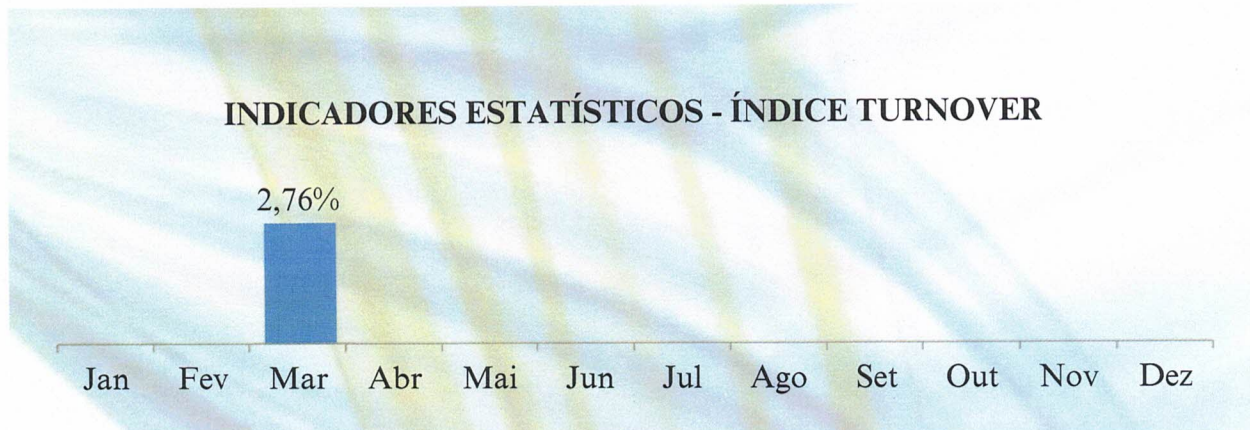 INDICADORES ESTATÍSTICOS - ÍNDICE TURNOVER
2,76%
Jan Fev Mar Abr Mai Jun Jul Ago Set Out Nov Dez